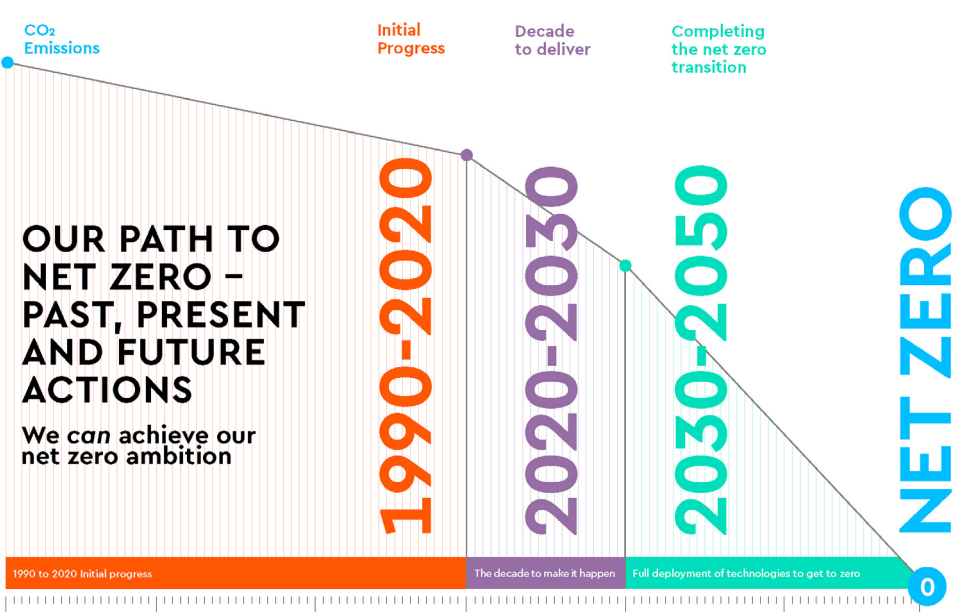 CO₂
Emissions
Initial
Progress
Decade
to deliver
Completing
the net zero
transition
OUR PATH TO
NET ZERO –
PAST, PRESENT
AND FUTURE
ACTIONS
We can achieve our
net zero ambition
1990-2020
2020-2030
2030-2050
NET ZERO
1990 to 2020 Initial progress
The decade to make it happen
Full deployment of technologies to get to zero
0